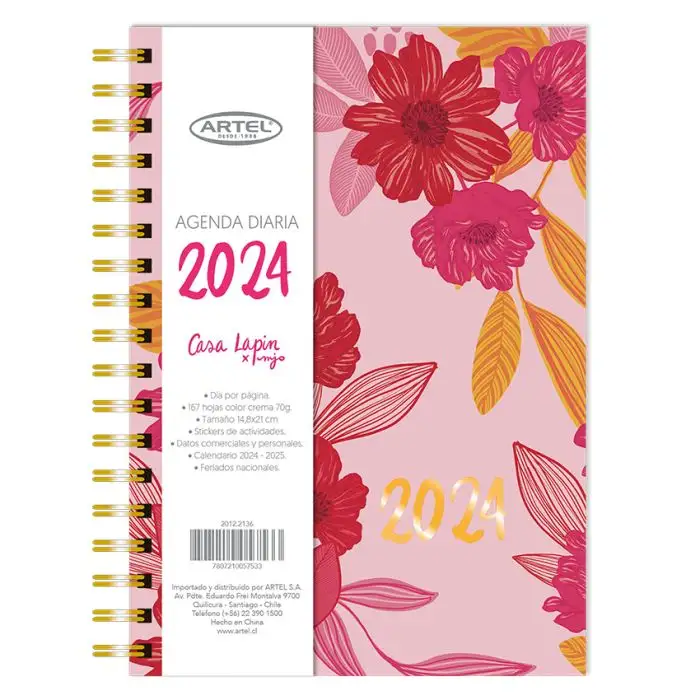 ARTEL
DESDE 1938
AGENDA DIARIA
2024
Casa Lapin
x pinjo
• Día por página.
• 167 hojas color crema 70g.
• Tamaño 14,8x21 cm
• Stickers de actividades.
• Datos comerciales y personales.
• Calendario 2024 - 2025.
• Feriados nacionales.
2024
2012.2136
7807210057533
Importado y distribuido por ARTEL S.A.
Av. Pdte. Eduardo Frei Montalva 9700
Quilicura - Santiago - Chile
Teléfono (+56) 22 390 1500
Hecho en China
www.artel.cl